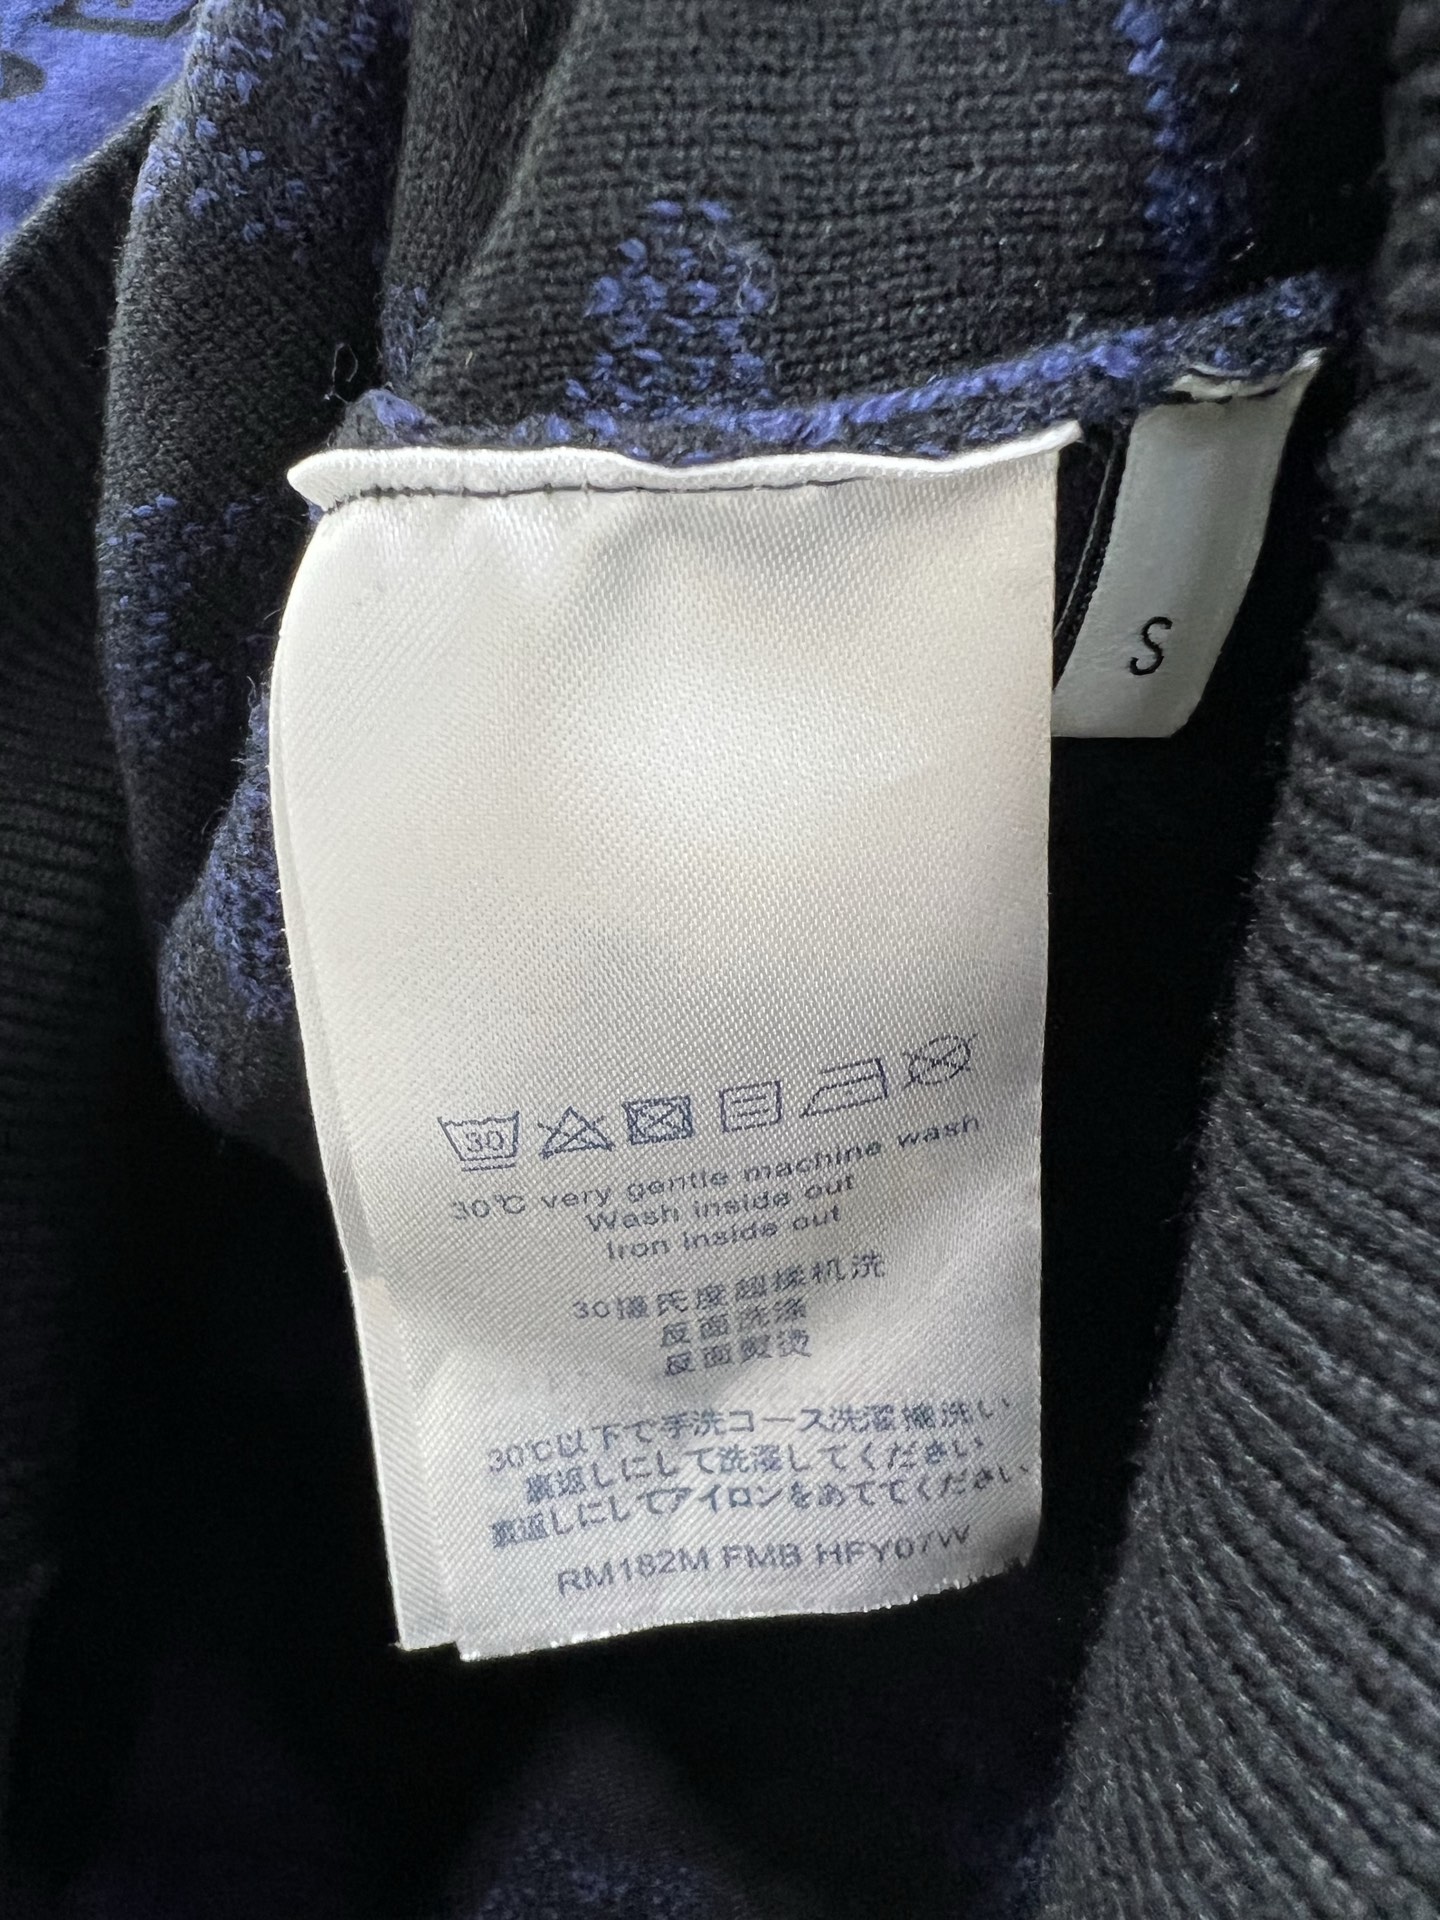 S
30
30℃ very gentle machine wash
Wash inside out
Iron inside out
30攝氏度超揉机洗
反面洗涤
反面熨烫
30℃以下で手洗コース洗濯機洗い
裏返しにして洗濯してください
裏返しにしてアイロンをあててください
RM182M FMB HFY07W